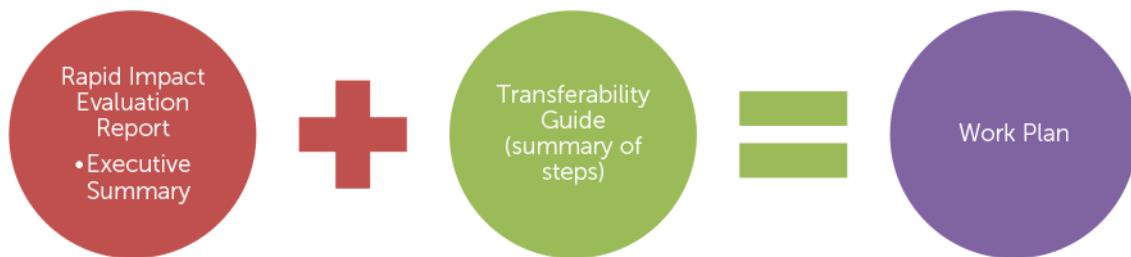 Rapid Impact
Evaluation
Report
•Executive
Summary
Transferability
Guide
(summary of
steps)
Work Plan